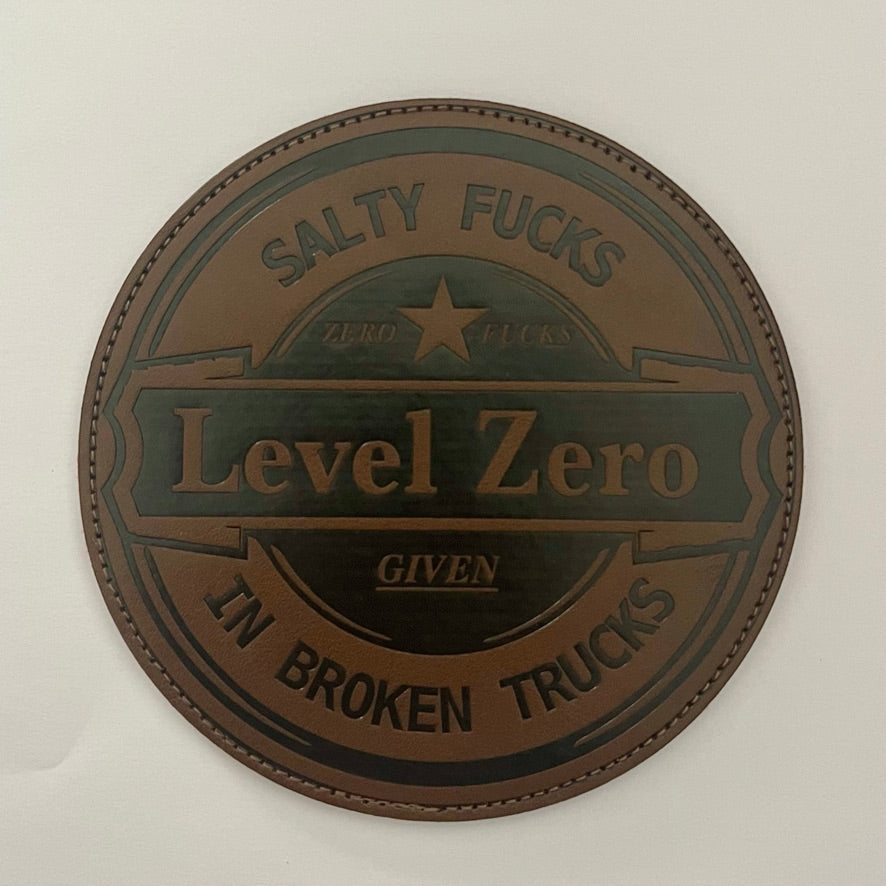 SALTY FUCKS
ZERO FUCKS
Level Zero
GIVEN
IN BROKEN TRUCKS